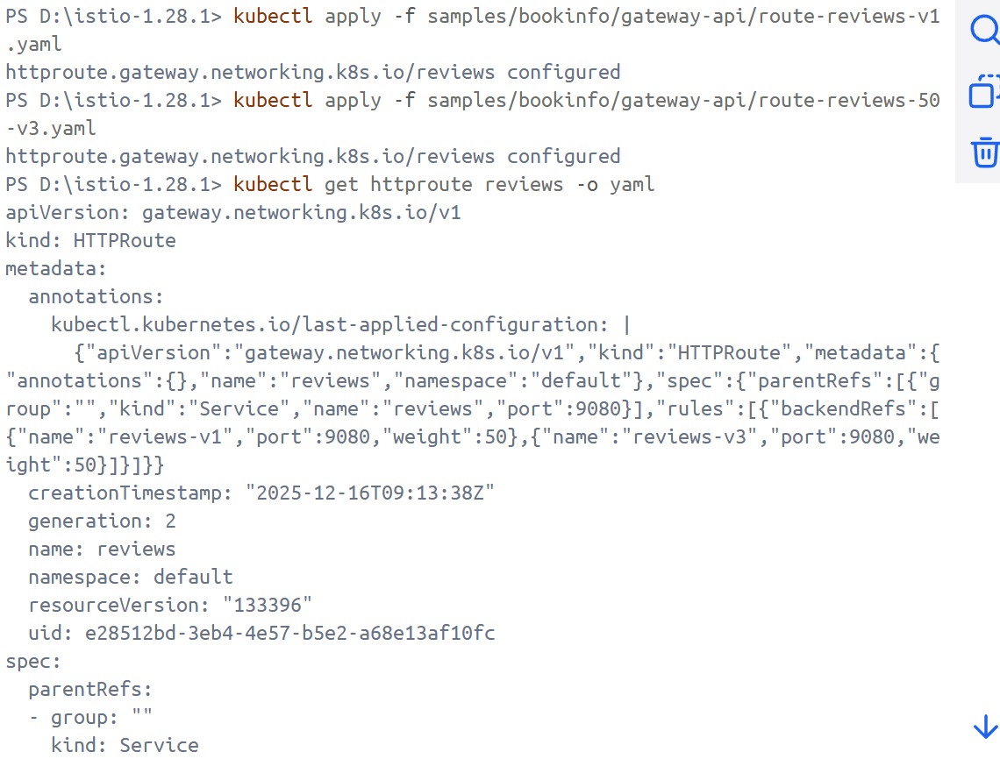 PS D:\istio-1.28.1> kubectl apply -f samples/bookinfo/gateway-api/route-reviews-v1
.yaml
httproute.gateway.networking.k8s.io/reviews configured
PS D:\istio-1.28.1> kubectl apply -f samples/bookinfo/gateway-api/route-reviews-50
-v3.yaml
httproute.gateway.networking.k8s.io/reviews configured
PS D:\istio-1.28.1> kubectl get httproute reviews -o yaml
apiVersion: gateway.networking.k8s.io/v1
kind: HTTPRoute
metadata:
  annotations:
    kubectl.kubernetes.io/last-applied-configuration: |
      {"apiVersion":"gateway.networking.k8s.io/v1","kind":"HTTPRoute","metadata":{
"annotations":{},"name":"reviews","namespace":"default"},"spec":{"parentRefs":[{"g
roup":"","kind":"Service","name":"reviews","port":9080}],"rules":[{"backendRefs":[
{"name":"reviews-v1","port":9080,"weight":50},{"name":"reviews-v3","port":9080,"we
ight":50}]}]}}
  creationTimestamp: "2025-12-16T09:13:38Z"
  generation: 2
  name: reviews
  namespace: default
  resourceVersion: "133396"
  uid: e28512bd-3eb4-4e57-b5e2-a68e13af10fc
spec:
  parentRefs:
  - group: ""
    kind: Service